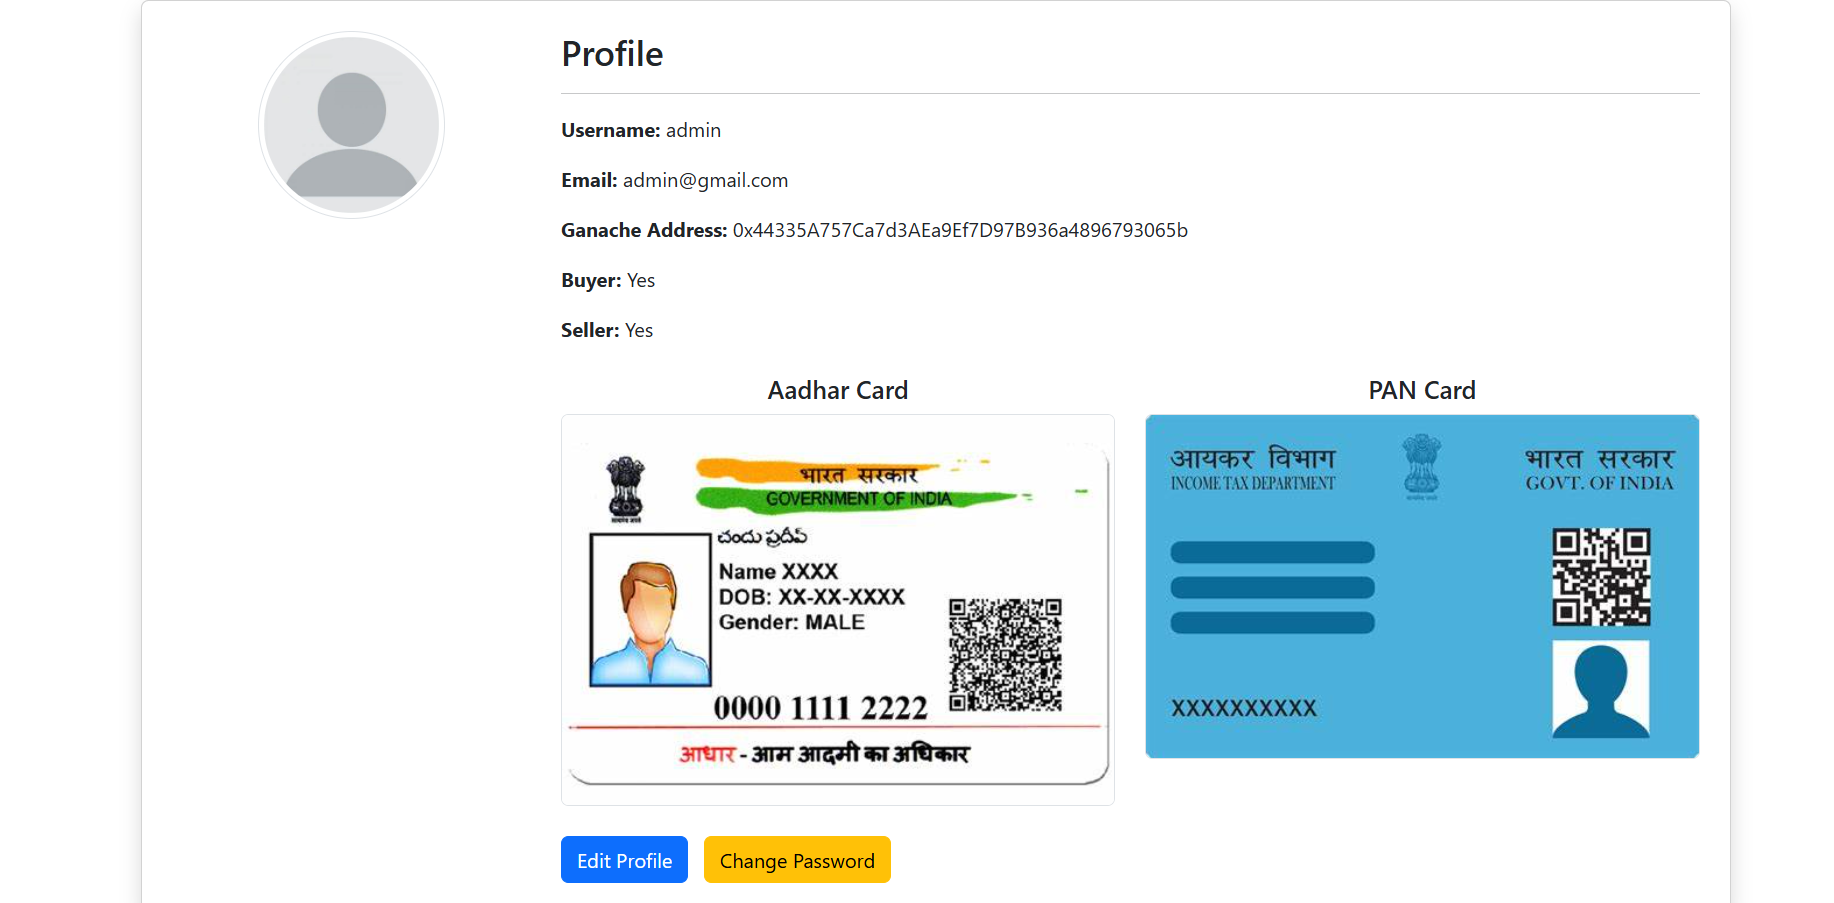 Profile
Username: admin
Email: admin@gmail.com
Ganache Address: 0x44335A757Ca7d3AEa9Ef7D97B936a4896793065b
Buyer: Yes
Seller: Yes
Aadhar Card
भारत सरकार
GOVERNMENT OF INDIA
చందు ప్రదీప్
Name XXXX
DOB: XX-XX-XXXX
Gender: MALE
0000 1111 2222
आधार - आम आदमी का अधिकार
PAN Card
आयकर विभाग
INCOME TAX DEPARTMENT
भारत सरकार
GOVT. OF INDIA
XXXXXXXXXX
Edit Profile
Change Password